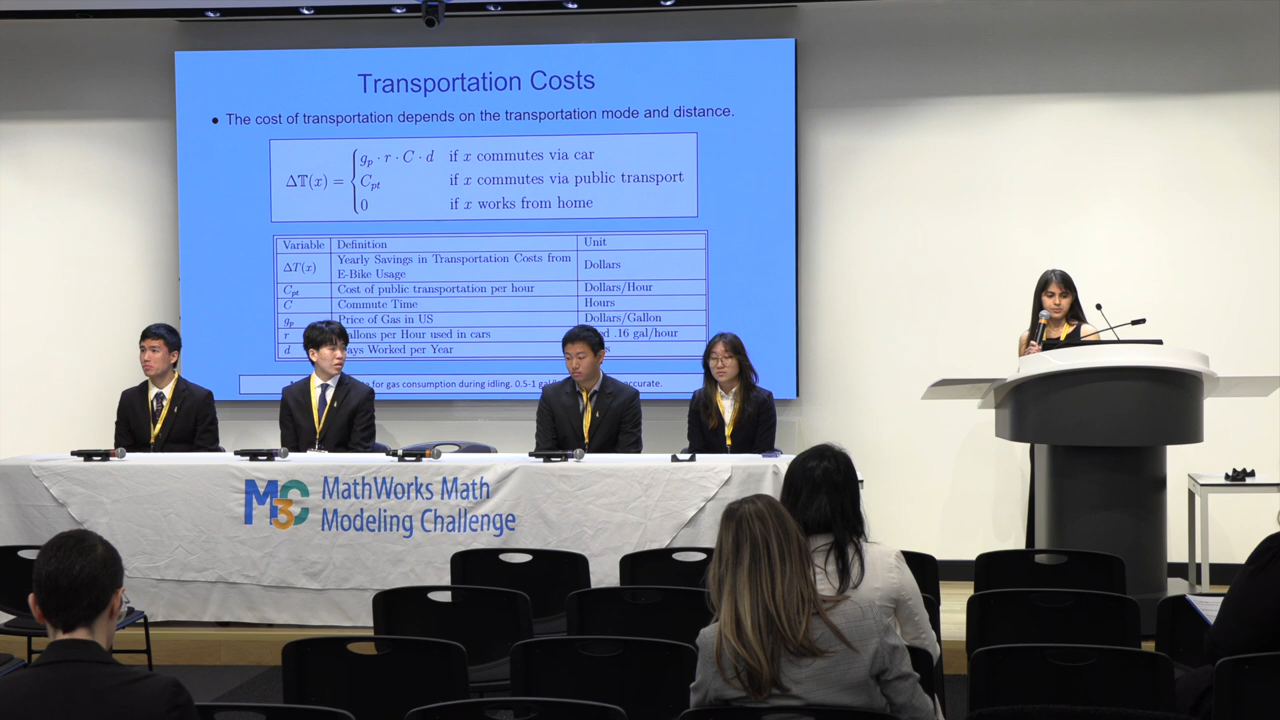 Transportation Costs
• The cost of transportation depends on the transportation mode and distance.
Δ𝕋(x) = { g_p · r · C · d if x commutes via car
C_pt if x commutes via public transport
0 if x works from home
Variable Definition Unit
ΔT(x) Yearly Savings in Transportation Costs from E-Bike Usage Dollars
C_pt Cost of public transportation per hour Dollars/Hour
C Commute Time Hours
g_p Price of Gas in US Dollars/Gallon
r Gallons per Hour used in cars .16 gal/hour
d Worked per Year
for gas consumption during idling. 0.5-1 accurate.
M3C MathWorks Math
Modeling Challenge